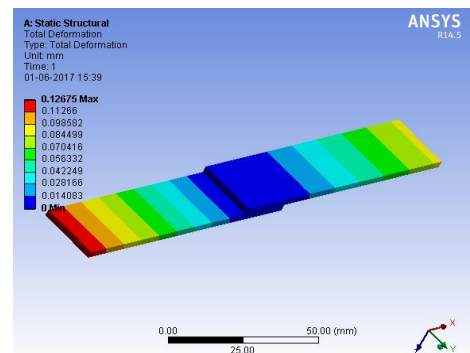 A: Static Structural
Total Deformation
Type: Total Deformation
Unit: mm
Time: 1
01-06-2017 15:39
ANSYS
R14.5
0.12675 Max
0.11266
0.098582
0.084499
0.070416
0.056332
0.042249
0.028166
0.014083
0 Min
0.00
50.00 (mm)
25.00
X
Y